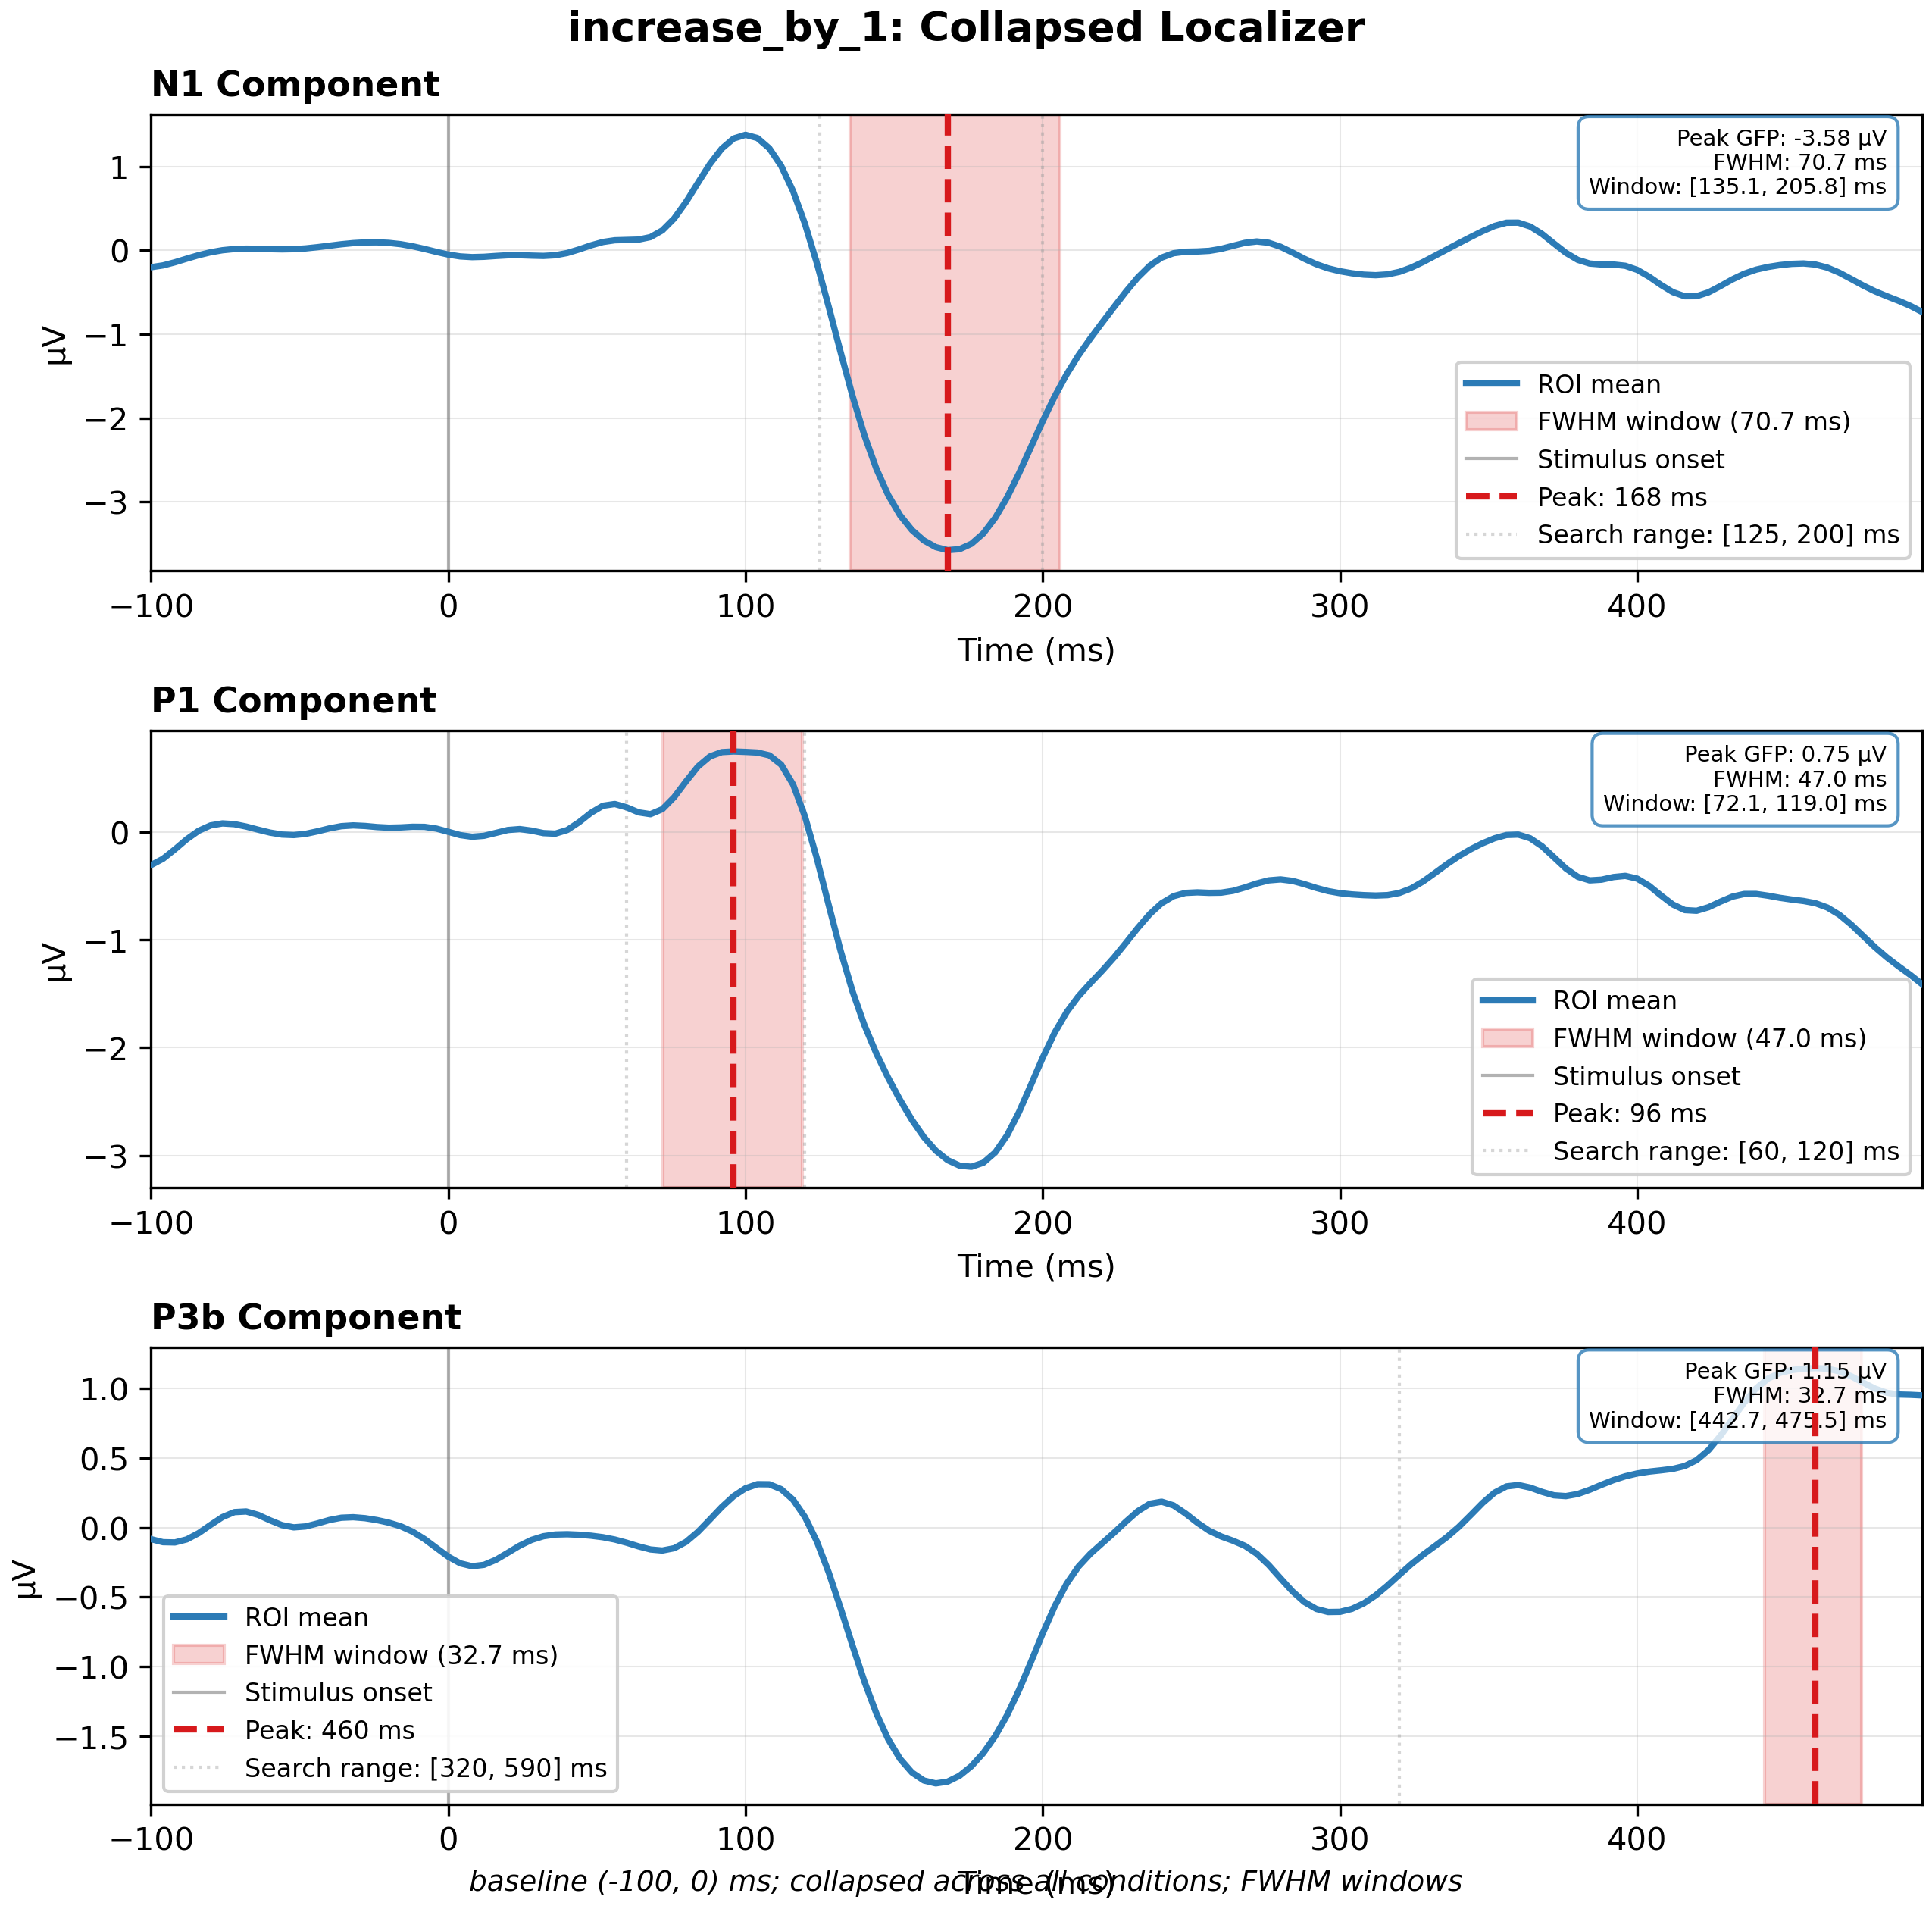 increase_by_1: Collapsed Localizer
N1 Component
Peak GFP: -3.58 µV
FWHM: 70.7 ms
Window: [135.1, 205.8] ms
1
0
−1
−2
−3
µV
ROI mean
FWHM window (70.7 ms)
Stimulus onset
Peak: 168 ms
Search range: [125, 200] ms
−100 0 100 200 300 400
Time (ms)
P1 Component
Peak GFP: 0.75 µV
FWHM: 47.0 ms
Window: [72.1, 119.0] ms
0
−1
−2
−3
µV
ROI mean
FWHM window (47.0 ms)
Stimulus onset
Peak: 96 ms
Search range: [60, 120] ms
−100 0 100 200 300 400
Time (ms)
P3b Component
Peak GFP: 1.15 µV
FWHM: 32.7 ms
Window: [442.7, 475.5] ms
1.0
0.5
0.0
−0.5
−1.0
−1.5
µV
ROI mean
FWHM window (32.7 ms)
Stimulus onset
Peak: 460 ms
Search range: [320, 590] ms
−100 0 100 200 300 400
Time (ms)
baseline (-100, 0) ms; collapsed across all conditions; FWHM windows